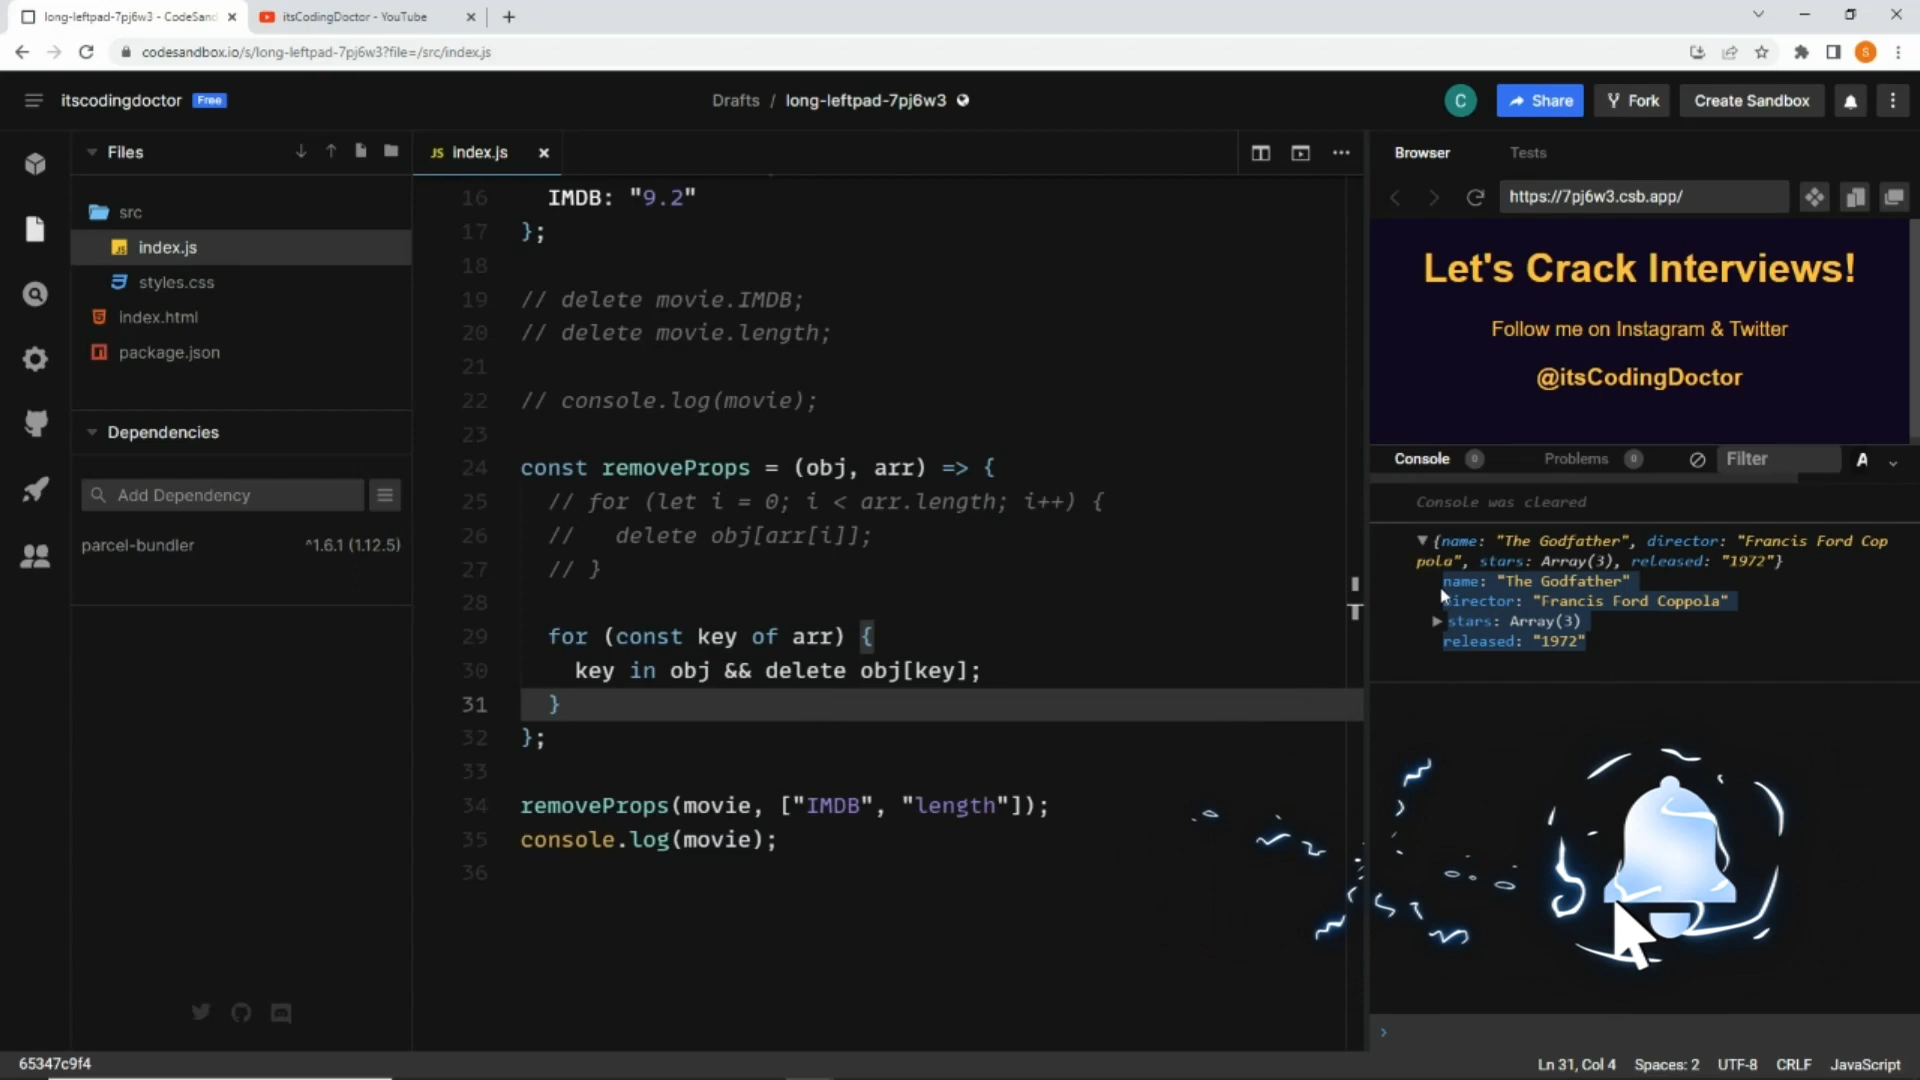 long-leftpad-7pj6w3 - CodeSand
itsCodingDoctor - YouTube
codesandbox.io/s/long-leftpad-7pj6w3?file=/src/index.js
S
itscodingdoctor Free
Drafts / long-leftpad-7pj6w3
C
Share
Fork
Create Sandbox
Files
src
JS index.js
styles.css
index.html
package.json
Dependencies
Add Dependency
parcel-bundler ^1.6.1 (1.12.5)
JS index.js
16 IMDB: "9.2"
17 };
18
19 // delete movie.IMDB;
20 // delete movie.length;
21
22 // console.log(movie);
23
24 const removeProps = (obj, arr) => {
25 // for (let i = 0; i < arr.length; i++) {
26 //   delete obj[arr[i]];
27 // }
28
29 for (const key of arr) {
30 key in obj && delete obj[key];
31 }
32 };
33
34 removeProps(movie, ["IMDB", "length"]);
35 console.log(movie);
36
Browser Tests
https://7pj6w3.csb.app/
Let's Crack Interviews!
Follow me on Instagram & Twitter
@itsCodingDoctor
Console 0 Problems 0 Filter A
Console was cleared
{name: "The Godfather", director: "Francis Ford Cop
pola", stars: Array(3), released: "1972"}
name: "The Godfather"
director: "Francis Ford Coppola"
stars: Array(3)
released: "1972"
65347c9f4
Ln 31, Col 4 Spaces: 2 UTF-8 CRLF JavaScript